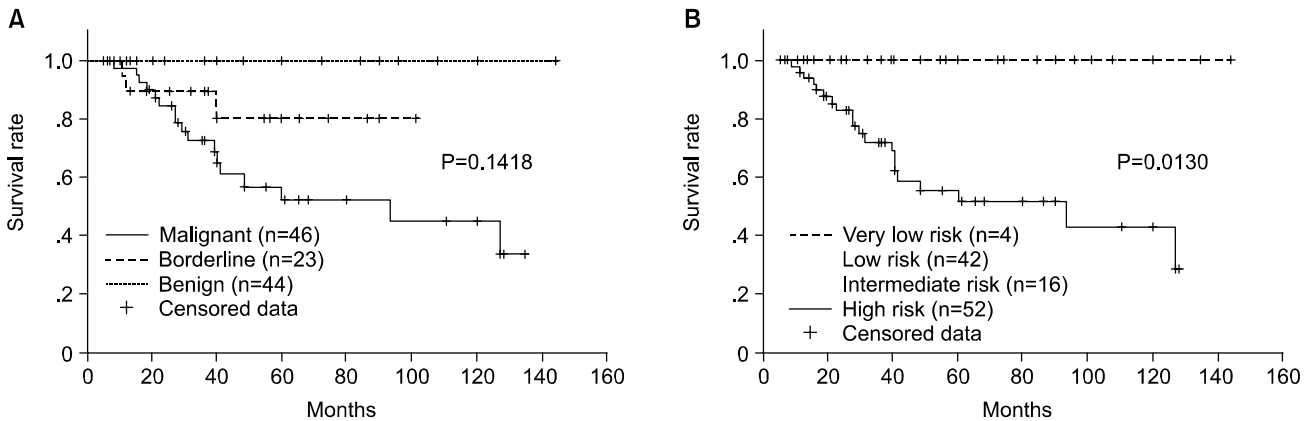 A
1.0
.8
.6
.4
.2
0
Survival rate
P=0.1418
Malignant (n=46)
Borderline (n=23)
Benign (n=44)
Censored data
0 20 40 60 80 100 120 140 160
Months
B
1.0
.8
.6
.4
.2
0
Survival rate
P=0.0130
Very low risk (n=4)
Low risk (n=42)
Intermediate risk (n=16)
High risk (n=52)
Censored data
0 20 40 60 80 100 120 140 160
Months